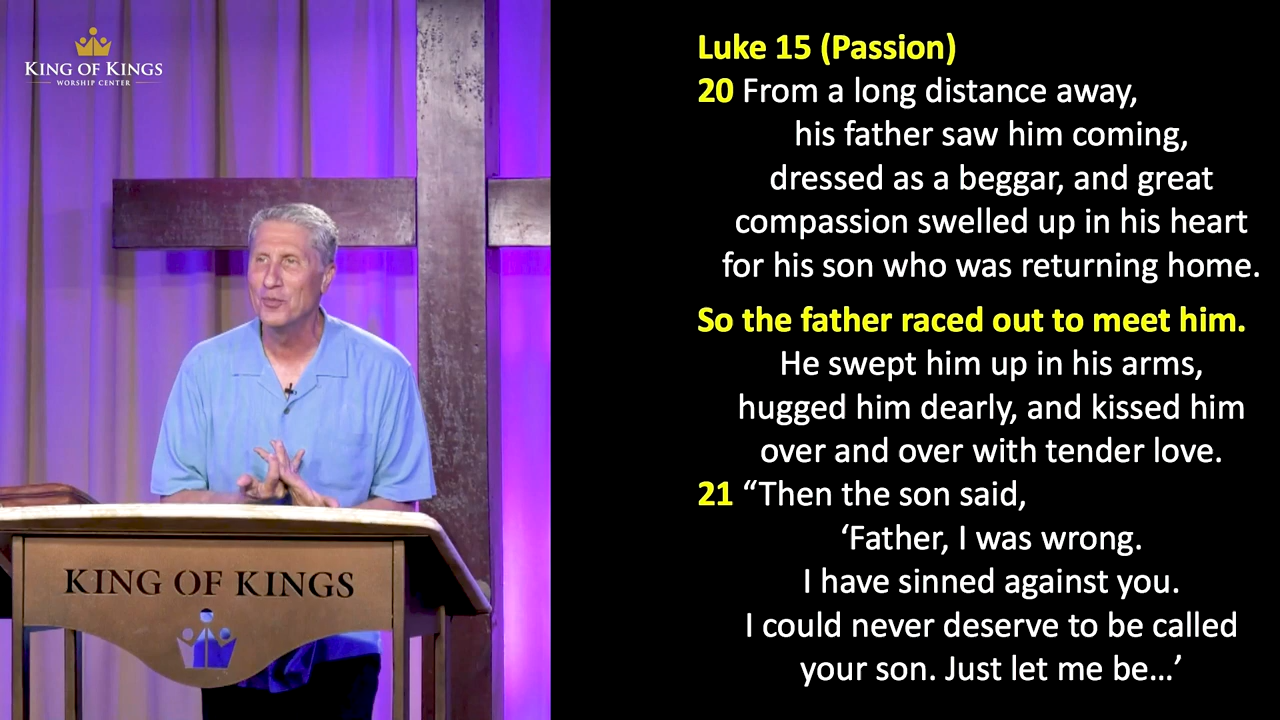 KING OF KINGS
WORSHIP CENTER
KING OF KINGS
Luke 15 (Passion)
20 From a long distance away,
his father saw him coming,
dressed as a beggar, and great
compassion swelled up in his heart
for his son who was returning home.
So the father raced out to meet him.
He swept him up in his arms,
hugged him dearly, and kissed him
over and over with tender love.
21 “Then the son said,
‘Father, I was wrong.
I have sinned against you.
I could never deserve to be called
your son. Just let me be…’